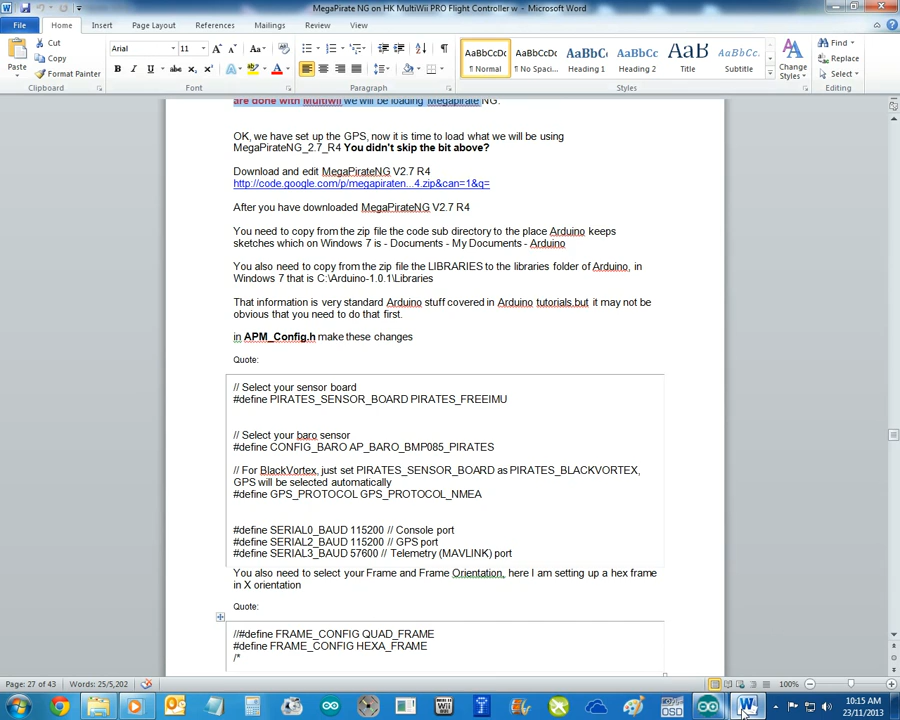 MegaPirate NG on HK MultiWii PRO Flight Controller w - Microsoft Word
File Home Insert Page Layout References Mailings Review View
Cut
Copy
Format Painter
Paste
Clipboard
Arial 11
Font
Paragraph
AaBbCcDc AaBbCcDc AaBbCc AaBbCc AaB AaBbCc.
¶ Normal ¶ No Spaci... Heading 1 Heading 2 Title Subtitle
Change Styles
Styles
Find
Replace
Select
Editing
are done with Multiwii we will be loading Megapirate NG.
OK, we have set up the GPS, now it is time to load what we will be using
MegaPirateNG_2.7_R4 You didn't skip the bit above?
Download and edit MegaPirateNG V2.7 R4
http://code.google.com/p/megapiraten...4.zip&can=1&q=
After you have downloaded MegaPirateNG V2.7 R4
You need to copy from the zip file the code sub directory to the place Arduino keeps
sketches which on Windows 7 is - Documents - My Documents - Arduino
You also need to copy from the zip file the LIBRARIES to the libraries folder of Arduino, in
Windows 7 that is C:\Arduino-1.0.1\Libraries
That information is very standard Arduino stuff covered in Arduino tutorials.but it may not be
obvious that you need to do that first.
in APM_Config.h make these changes
Quote:
// Select your sensor board
#define PIRATES_SENSOR_BOARD PIRATES_FREEIMU
// Select your baro sensor
#define CONFIG_BARO AP_BARO_BMP085_PIRATES
// For BlackVortex, just set PIRATES_SENSOR_BOARD as PIRATES_BLACKVORTEX,
GPS will be selected automatically
#define GPS_PROTOCOL GPS_PROTOCOL_NMEA
#define SERIAL0_BAUD 115200 // Console port
#define SERIAL2_BAUD 115200 // GPS port
#define SERIAL3_BAUD 57600 // Telemetry (MAVLINK) port
You also need to select your Frame and Frame Orientation, here I am setting up a hex frame
in X orientation
Quote:
//#define FRAME_CONFIG QUAD_FRAME
#define FRAME_CONFIG HEXA_FRAME
/*
Page: 27 of 43 Words: 25/5,202 100%
10:15 AM
23/11/2013